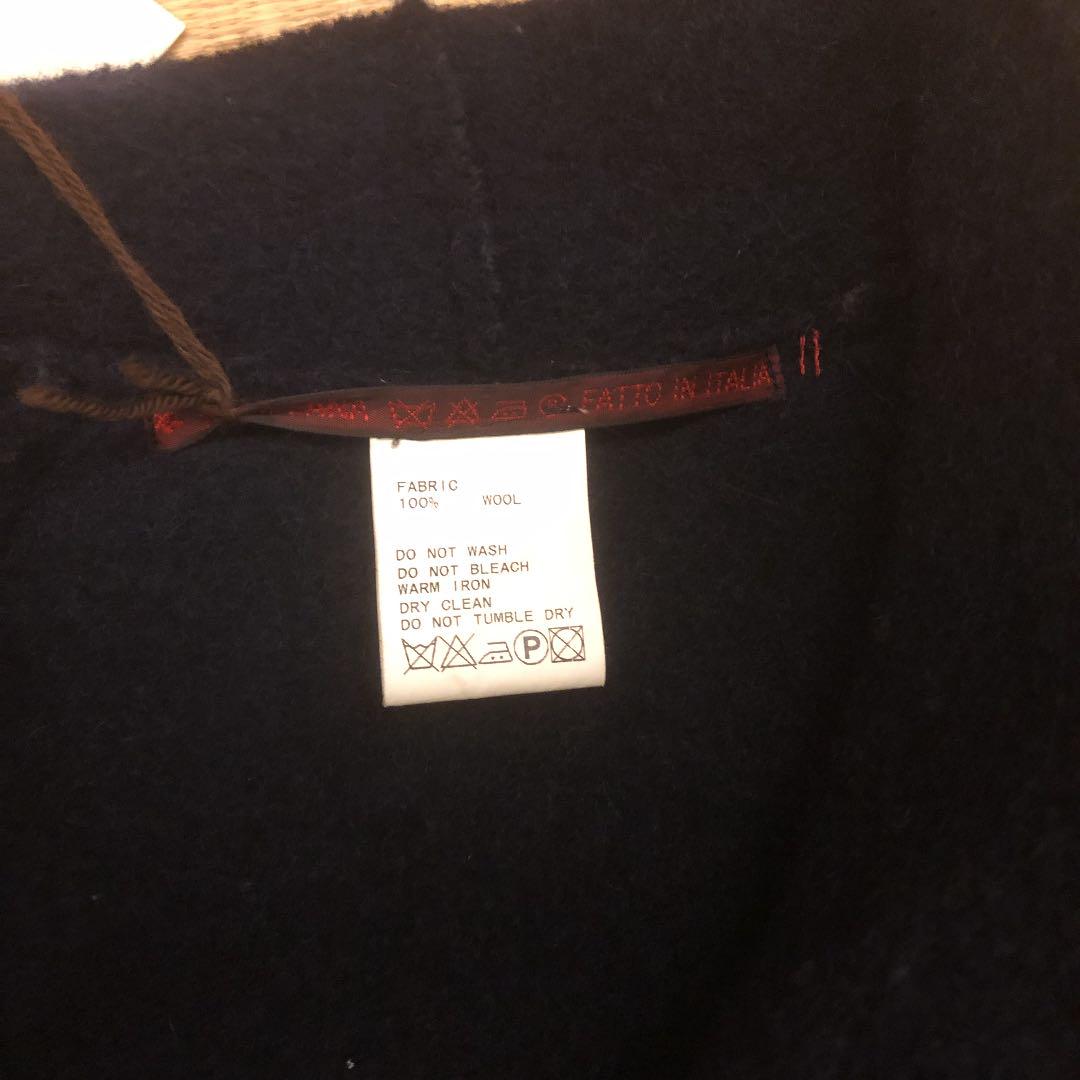 FATTO IN ITALIA
FABRIC
100% WOOL
DO NOT WASH
DO NOT BLEACH
WARM IRON
DRY CLEAN
DO NOT TUMBLE DRY
P